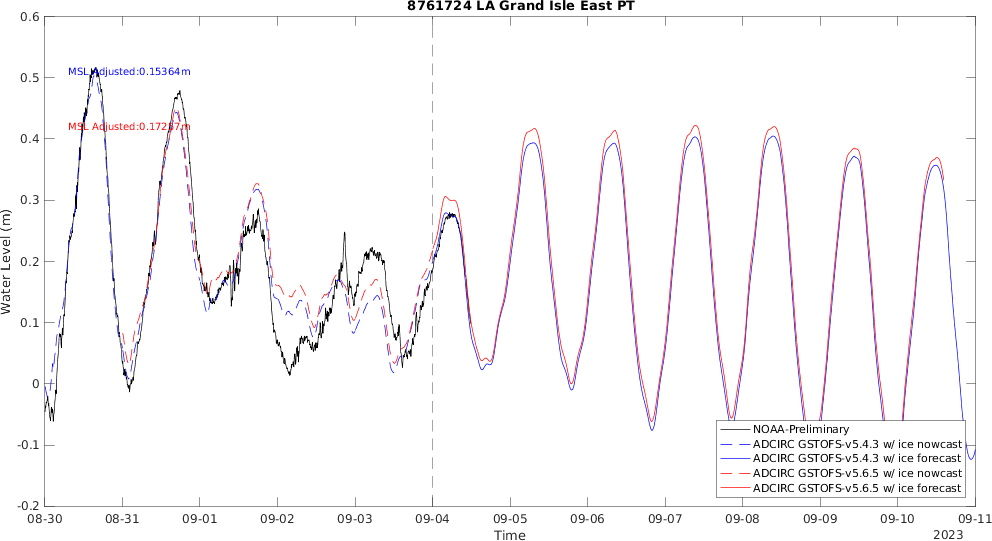 8761724 LA Grand Isle East PT
0.6
0.5
0.4
0.3
0.2
0.1
0
-0.1
-0.2
Water Level (m)
MSL Adjusted:0.15364m
MSL Adjusted:0.17267m
NOAA-Preliminary
ADCIRC GSTOFS-v5.4.3 w/ ice nowcast
ADCIRC GSTOFS-v5.4.3 w/ ice forecast
ADCIRC GSTOFS-v5.6.5 w/ ice nowcast
ADCIRC GSTOFS-v5.6.5 w/ ice forecast
08-30 08-31 09-01 09-02 09-03 09-04 09-05 09-06 09-07 09-08 09-09 09-10 09-11
Time
2023